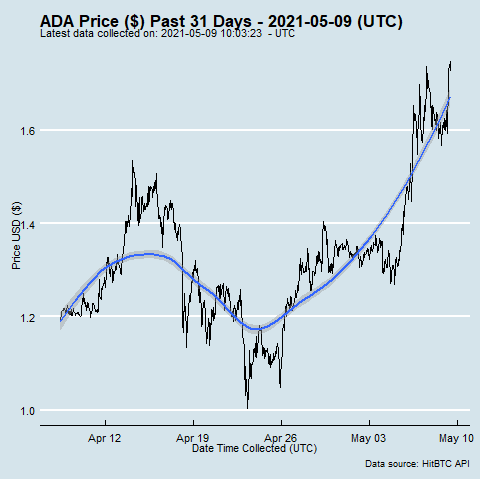 ADA Price ($) Past 31 Days - 2021-05-09 (UTC)
Latest data collected on: 2021-05-09 10:03:23 - UTC
Price USD ($)
1.6
1.4
1.2
1.0
Apr 12 Apr 19 Apr 26 May 03 May 10
Date Time Collected (UTC)
Data source: HitBTC API